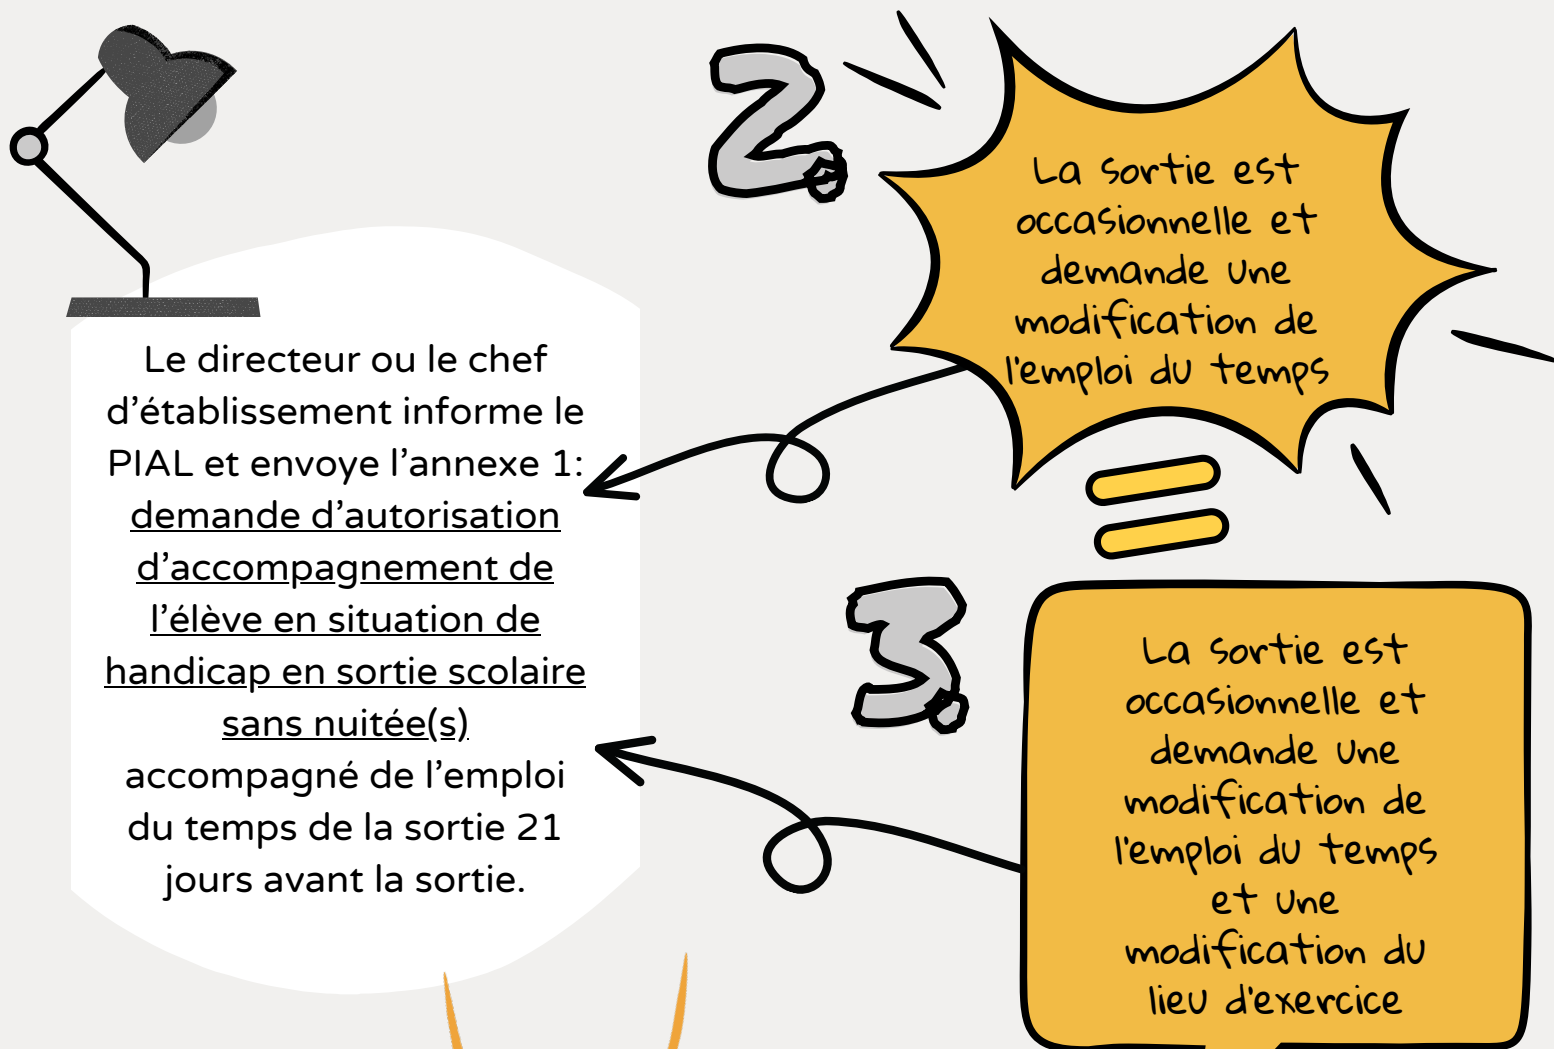 2.
La sortie est
occasionnelle et
demande une
modification de
l'emploi du temps
Le directeur ou le chef
d'établissement informe le
PIAL et envoye l'annexe 1:
demande d'autorisation
d'accompagnement de
l'élève en situation de
handicap en sortie scolaire
sans nuitée(s)
accompagné de l'emploi
du temps de la sortie 21
jours avant la sortie.
3.
La sortie est
occasionnelle et
demande une
modification de
l'emploi du temps
et une
modification du
lieu d'exercice